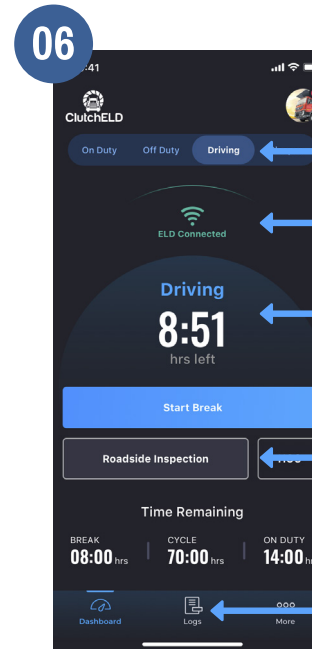 06
:41
ClutchELD
On Duty Off Duty Driving
ELD Connected
Driving
8:51
hrs left
Start Break
Roadside Inspection
Time Remaining
BREAK CYCLE ON DUTY
08:00 hrs 70:00 hrs 14:00 h
Dashboard Logs More